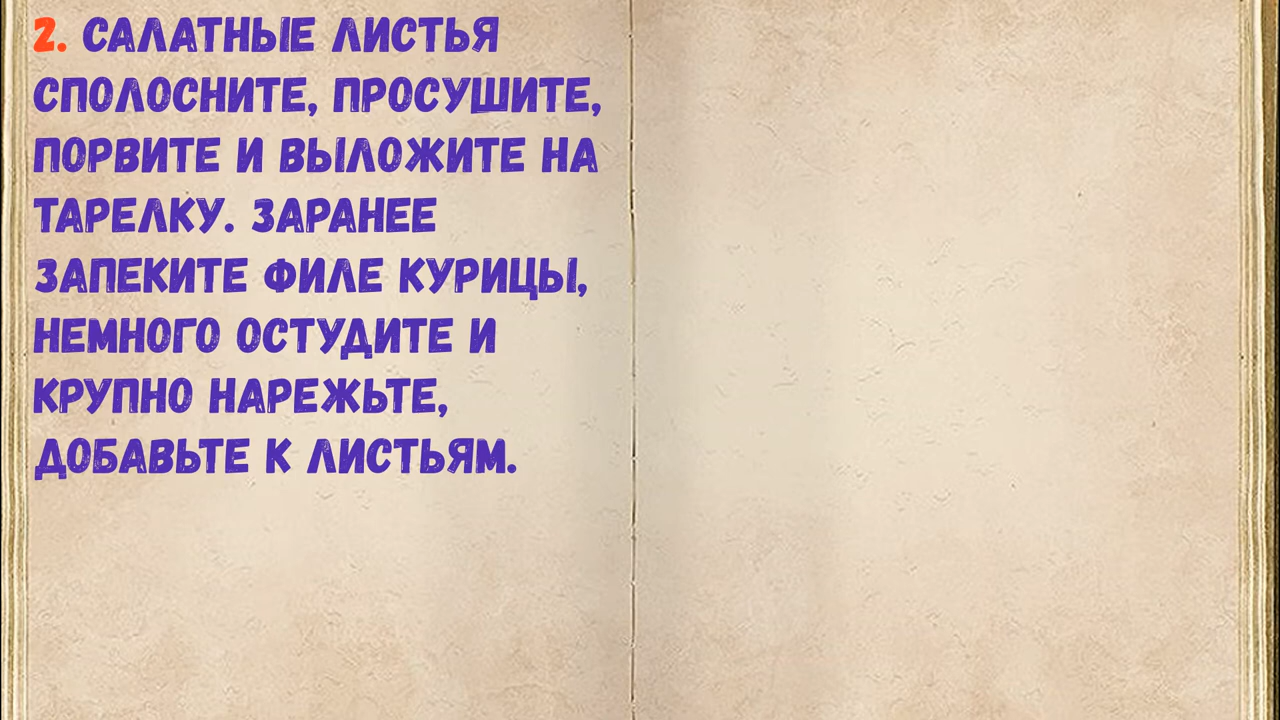 2. САЛАТНЫЕ ЛИСТЬЯ
СПОЛОСНИТЕ, ПРОСУШИТЕ,
ПОРВИТЕ И ВЫЛОЖИТЕ НА
ТАРЕЛКУ. ЗАРАНЕЕ
ЗАПЕКИТЕ ФИЛЕ КУРИЦЫ,
НЕМНОГО ОСТУДИТЕ И
КРУПНО НАРЕЖЬТЕ,
ДОБАВЬТЕ К ЛИСТЬЯМ.